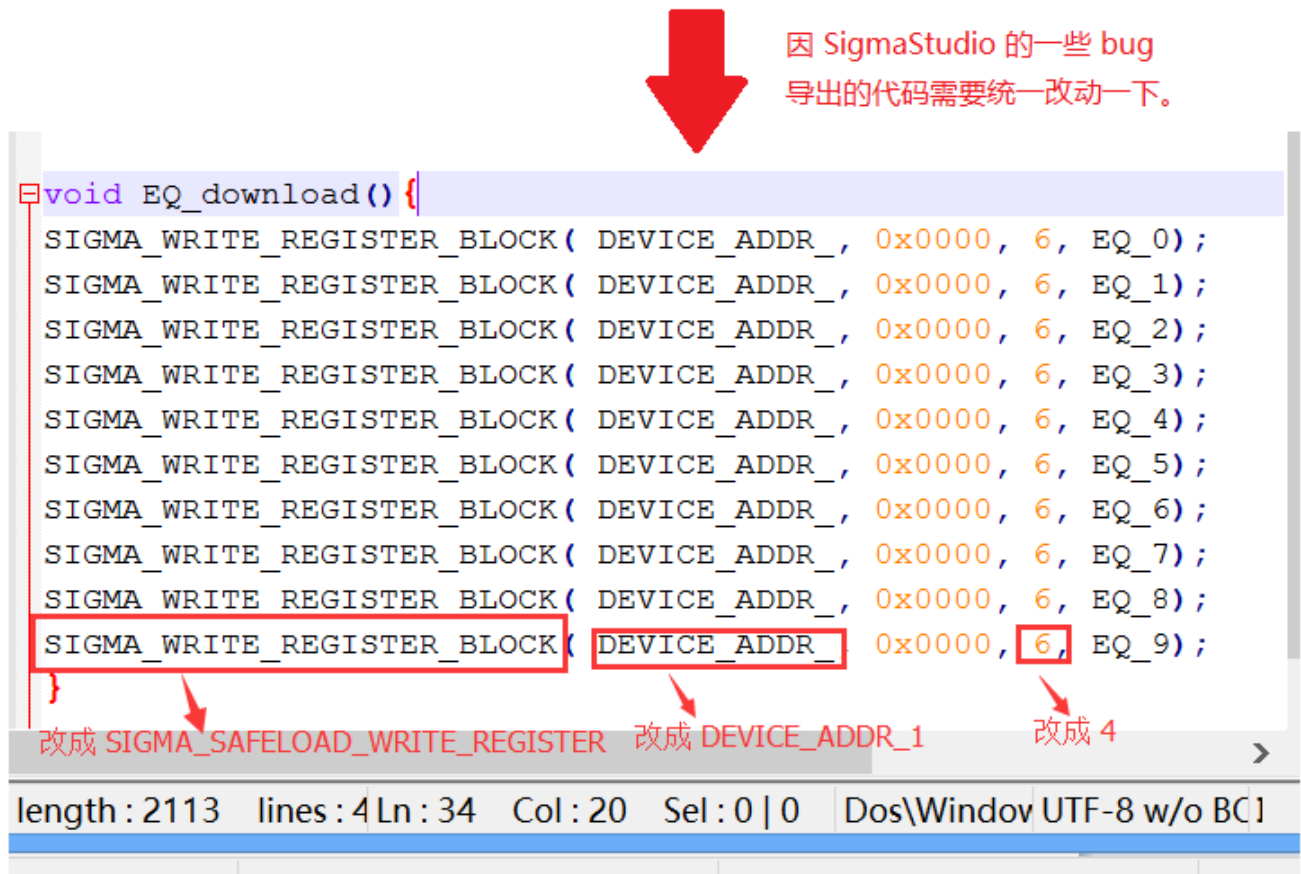 因 SigmaStudio 的一些 bug
导出的代码需要统一改动一下。
void EQ_download(){
SIGMA_WRITE_REGISTER_BLOCK( DEVICE_ADDR_, 0x0000, 6, EQ_0);
SIGMA_WRITE_REGISTER_BLOCK( DEVICE_ADDR_, 0x0000, 6, EQ_1);
SIGMA_WRITE_REGISTER_BLOCK( DEVICE_ADDR_, 0x0000, 6, EQ_2);
SIGMA_WRITE_REGISTER_BLOCK( DEVICE_ADDR_, 0x0000, 6, EQ_3);
SIGMA_WRITE_REGISTER_BLOCK( DEVICE_ADDR_, 0x0000, 6, EQ_4);
SIGMA_WRITE_REGISTER_BLOCK( DEVICE_ADDR_, 0x0000, 6, EQ_5);
SIGMA_WRITE_REGISTER_BLOCK( DEVICE_ADDR_, 0x0000, 6, EQ_6);
SIGMA_WRITE_REGISTER_BLOCK( DEVICE_ADDR_, 0x0000, 6, EQ_7);
SIGMA_WRITE_REGISTER_BLOCK( DEVICE_ADDR_, 0x0000, 6, EQ_8);
SIGMA_WRITE_REGISTER_BLOCK( DEVICE_ADDR_, 0x0000, 6, EQ_9);
}
改成 SIGMA_SAFELOAD_WRITE_REGISTER 改成 DEVICE_ADDR_1 改成 4
length : 2113 lines : 4 Ln : 34 Col : 20 Sel : 0 | 0 Dos\Window UTF-8 w/o BO